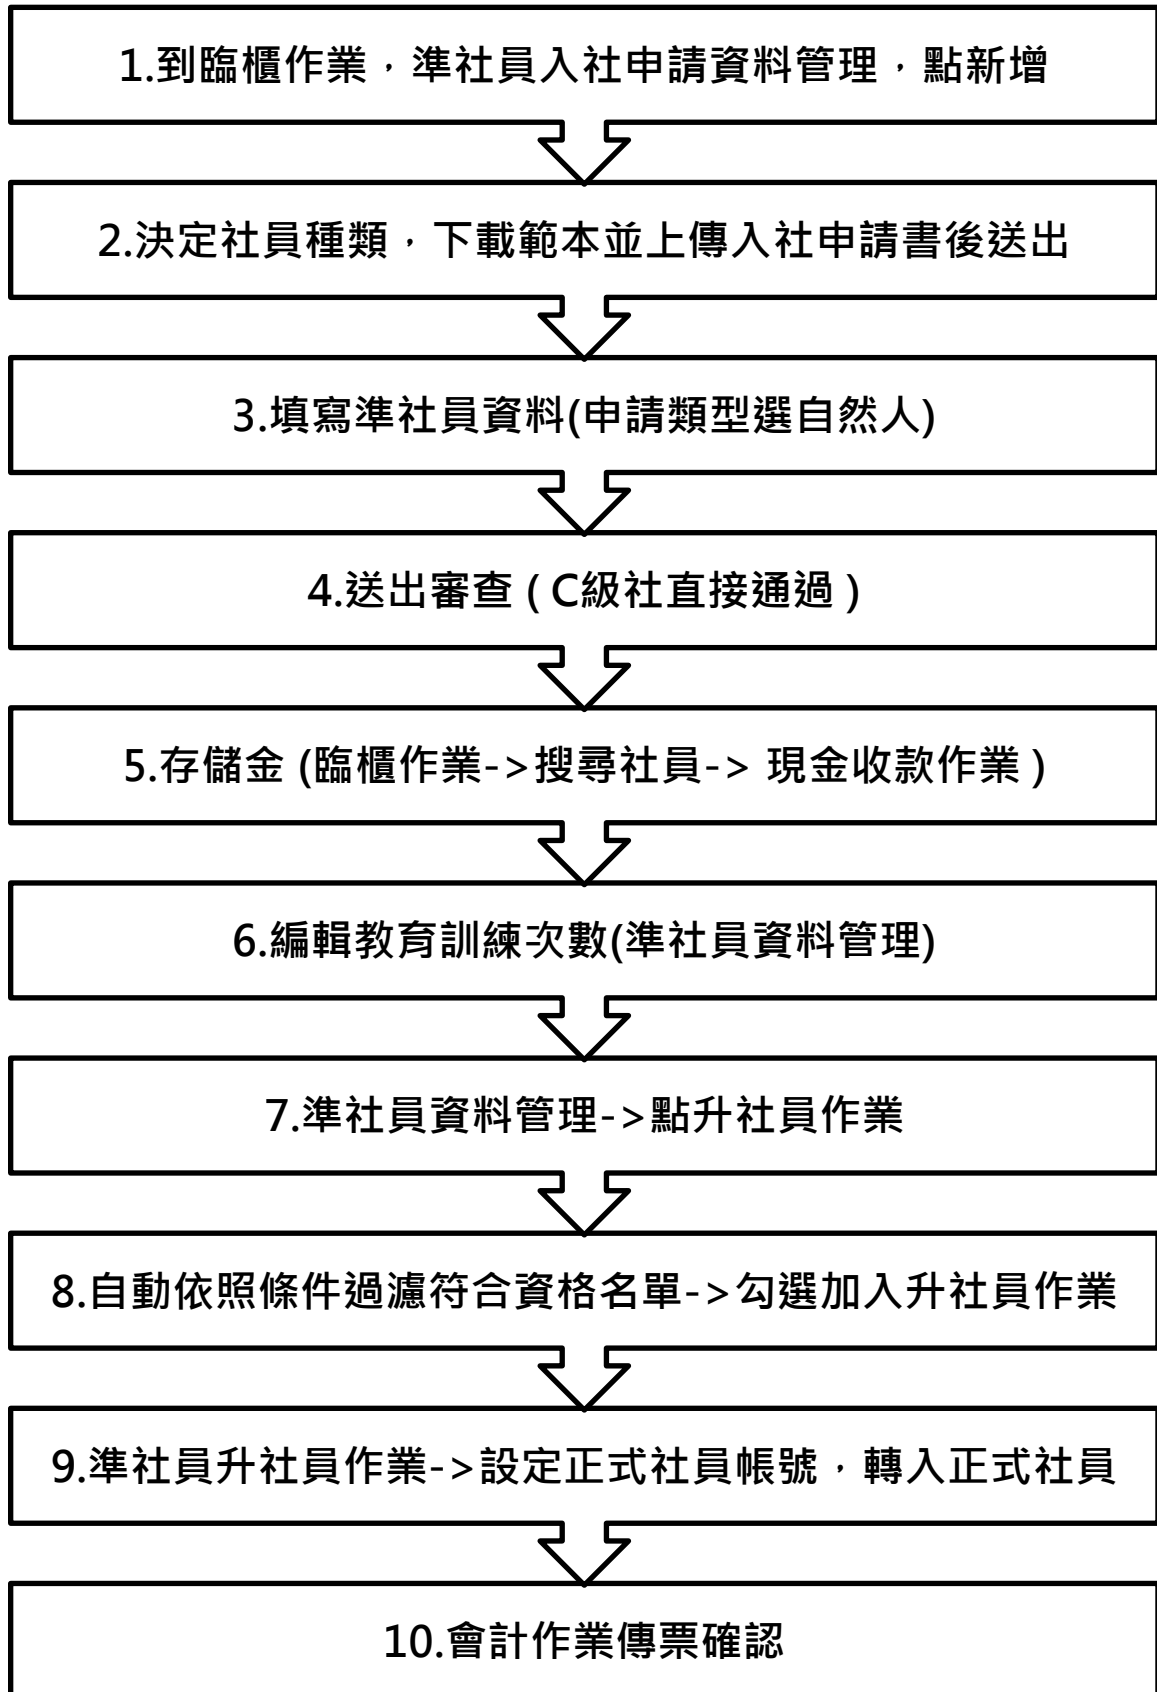 1.到臨櫃作業，準社員入社申請資料管理，點新增
2.決定社員種類，下載範本並上傳入社申請書後送出
3.填寫準社員資料(申請類型選自然人)
4.送出審查 ( C級社直接通過 )
5.存儲金 (臨櫃作業->搜尋社員-> 現金收款作業 )
6.編輯教育訓練次數(準社員資料管理)
7.準社員資料管理->點升社員作業
8.自動依照條件過濾符合資格名單->勾選加入升社員作業
9.準社員升社員作業->設定正式社員帳號，轉入正式社員
10.會計作業傳票確認